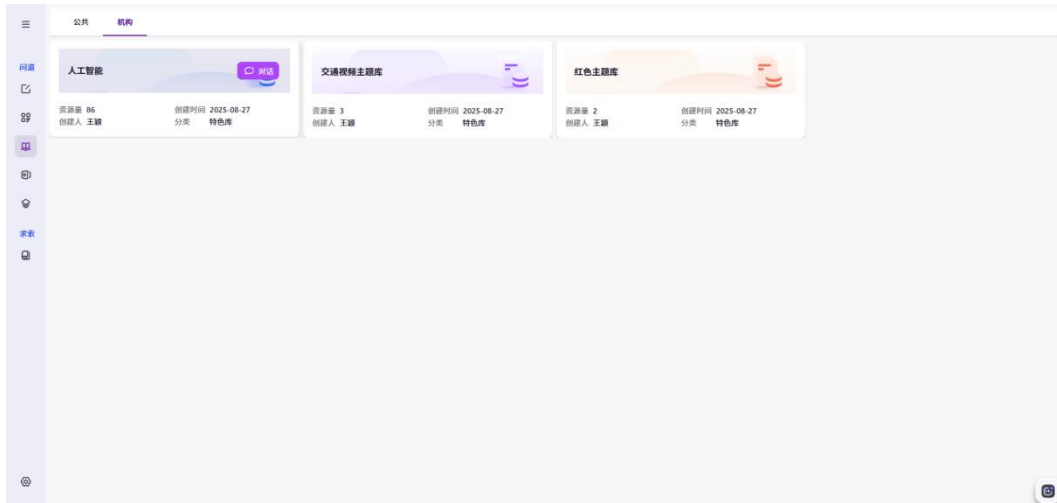 公共 机构
问道
人工智能 对话
资源量 86 创建时间 2025-08-27
创建人 王颖 分类 特色库
交通视频主题库
资源量 3 创建时间 2025-08-27
创建人 王颖 分类 特色库
红色主题库
资源量 2 创建时间 2025-08-27
创建人 王颖 分类 特色库
求索